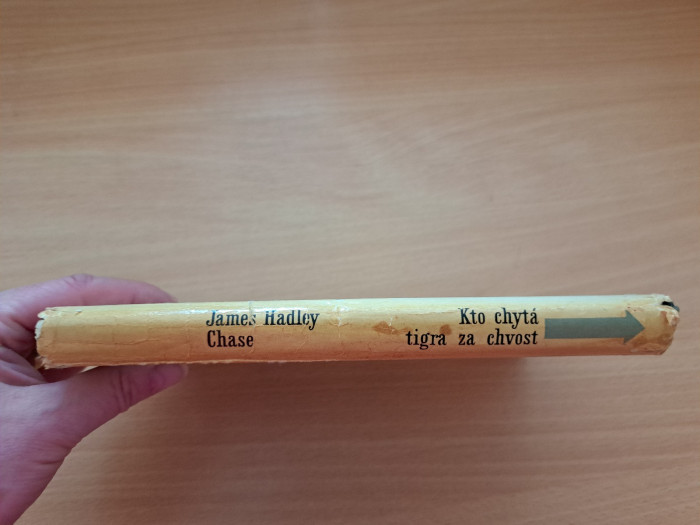 James Hadley
Chase
Kto chytá
tigra za chvost